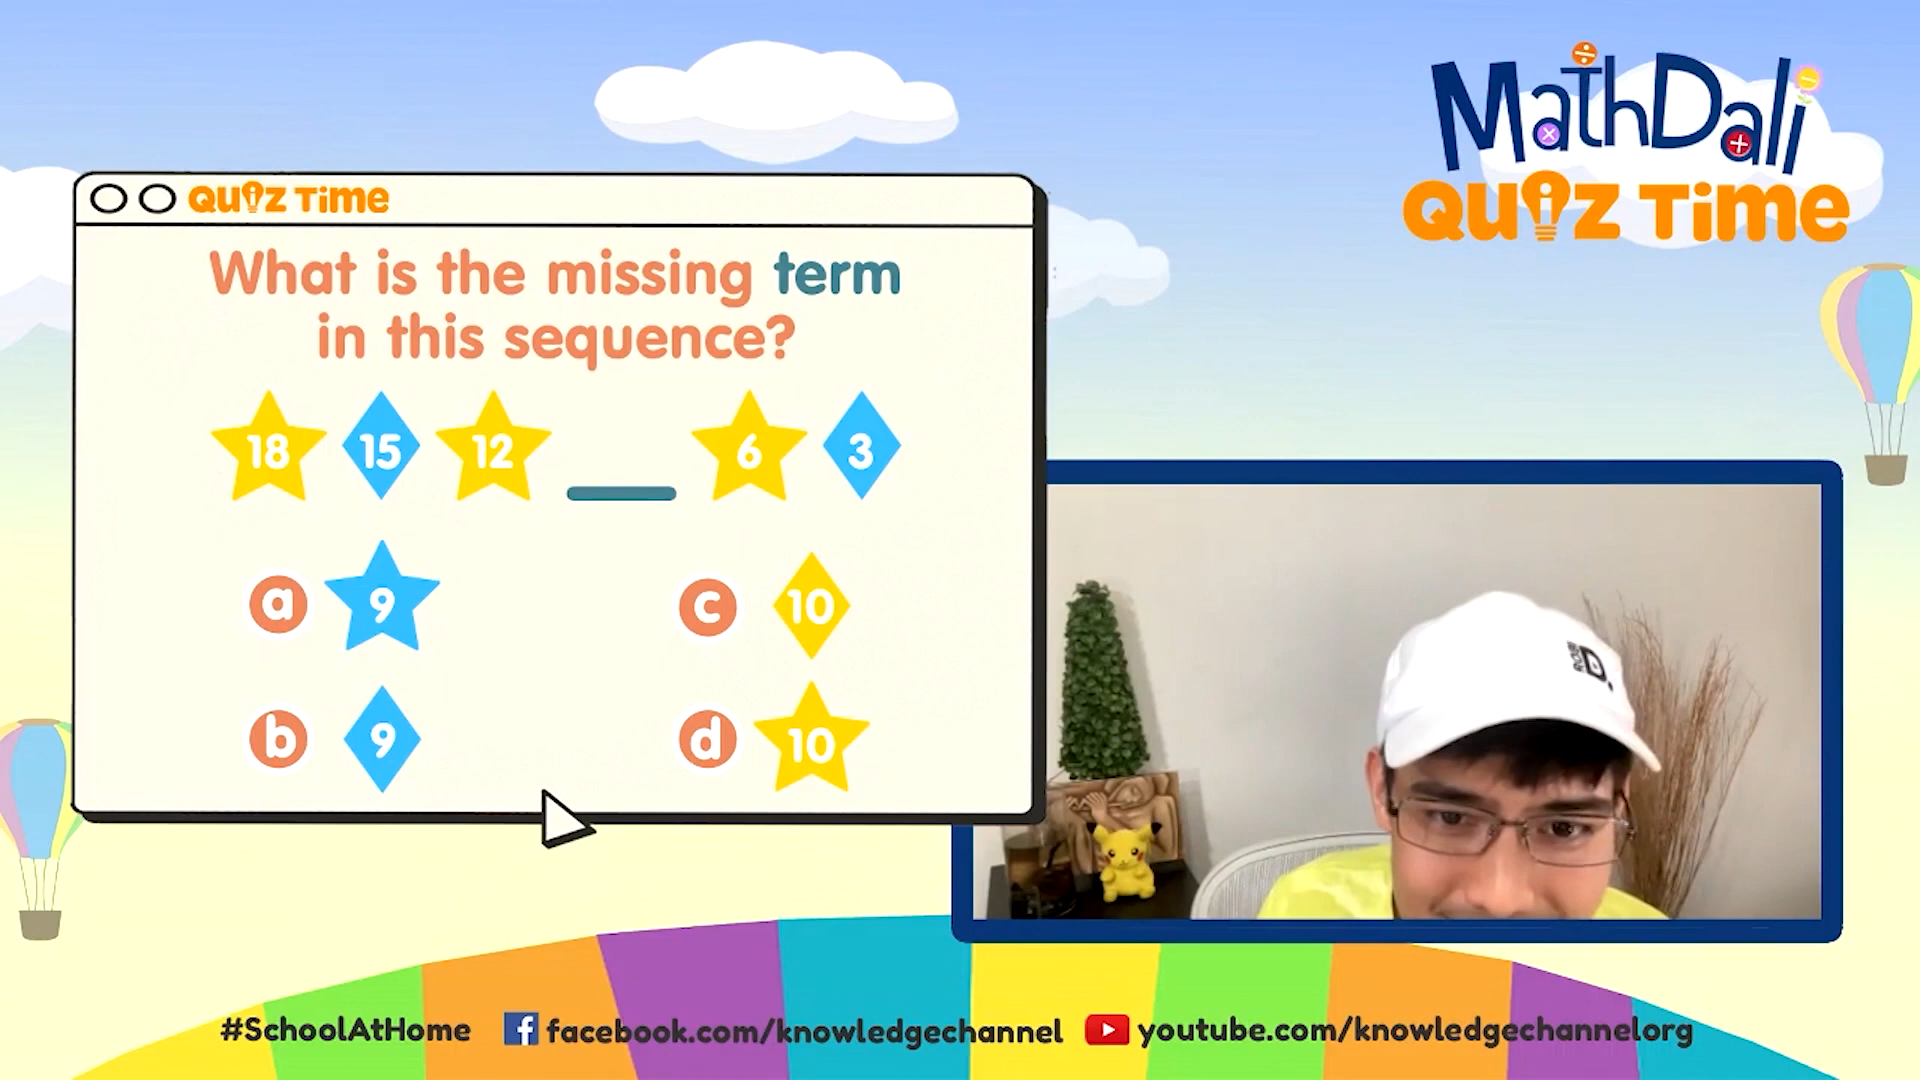 MathDali
QUIZ TIME
QUIZ TIME
What is the missing term
in this sequence?
18 15 12 6 3
a 9 c 10
b 9 d 10
D.
#SchoolAtHome facebook.com/knowledgechannel youtube.com/knowledgechannelorg